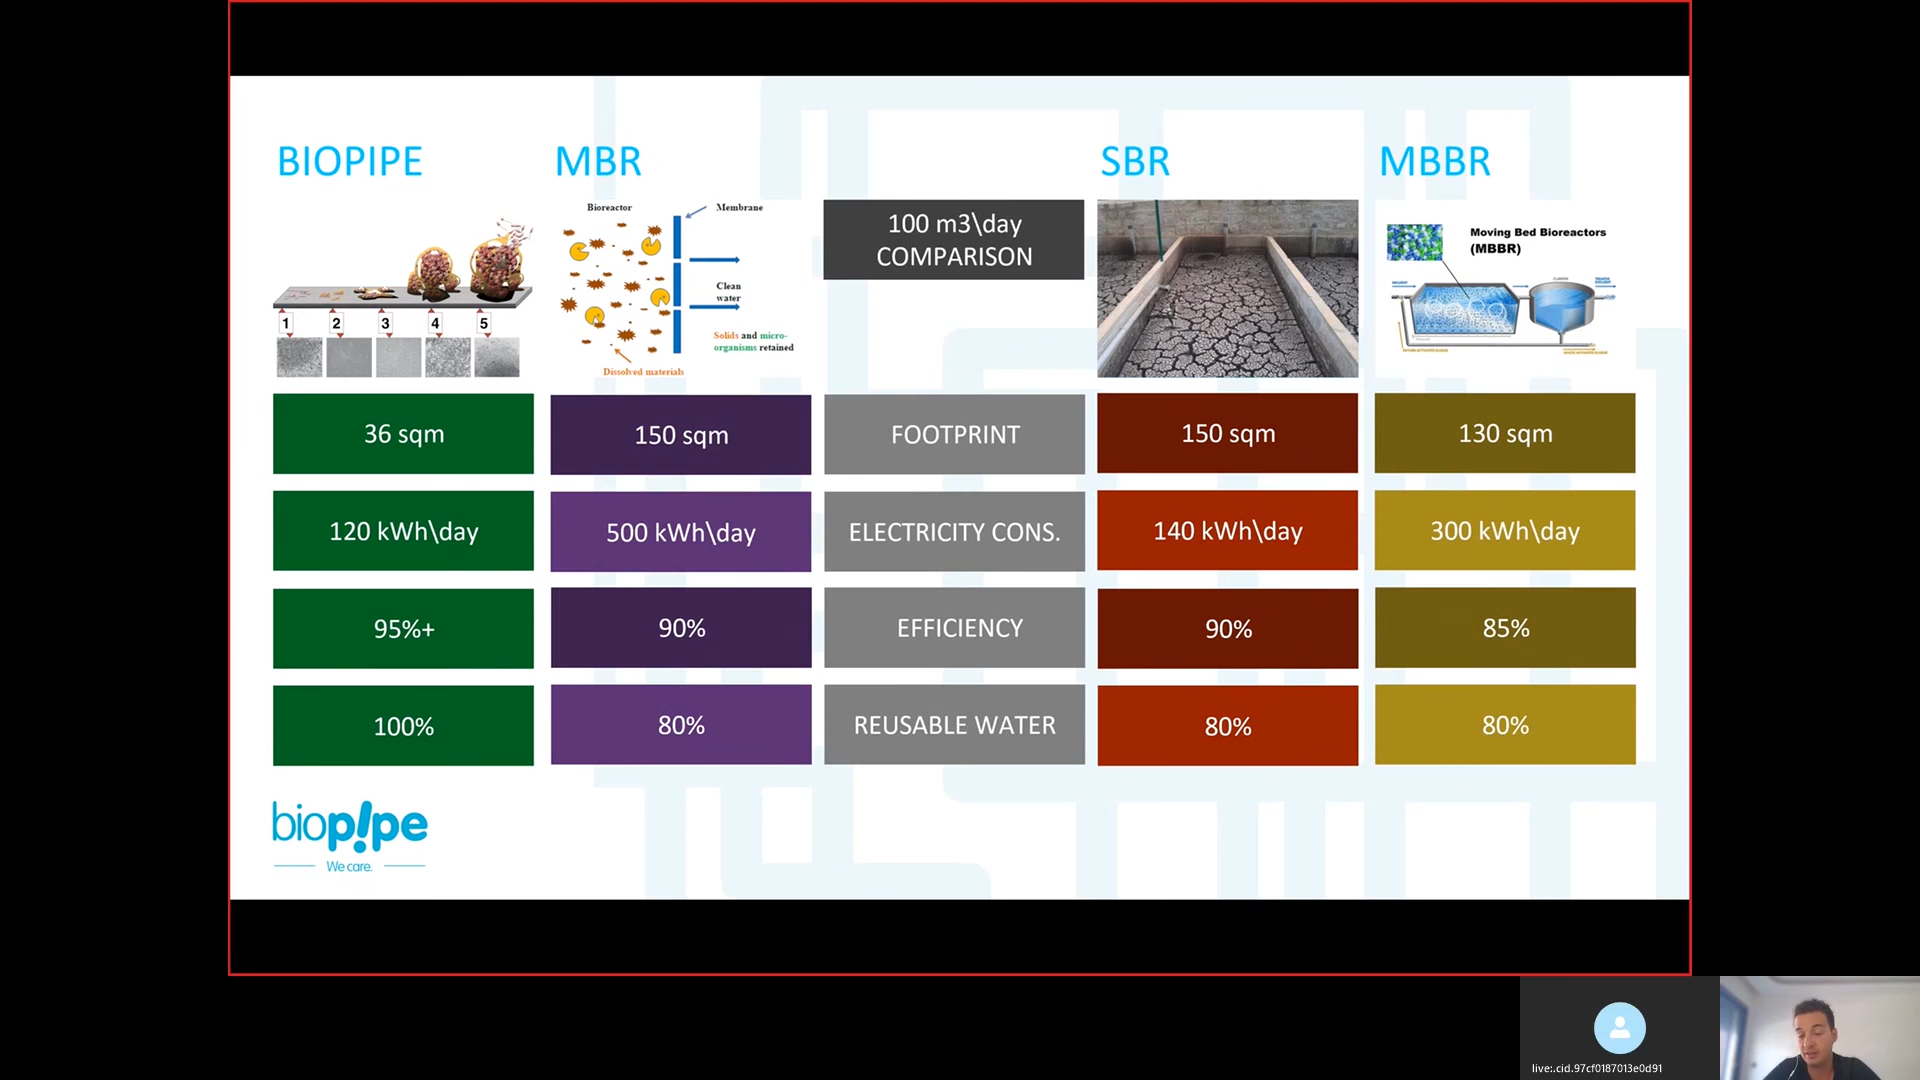 BIOPIPE
MBR
SBR
MBBR
1
2
3
4
5
Bioreactor
Membrane
Clean
water
Solids and micro-
organisms retained
Dissolved materials
100 m3\day
COMPARISON
Moving Bed Bioreactors
(MBBR)
36 sqm
150 sqm
FOOTPRINT
150 sqm
130 sqm
120 kWh\day
500 kWh\day
ELECTRICITY CONS.
140 kWh\day
300 kWh\day
95%+
90%
EFFICIENCY
90%
85%
100%
80%
REUSABLE WATER
80%
80%
biop!pe
We care.
live:.cid.97cf0187013e0d91